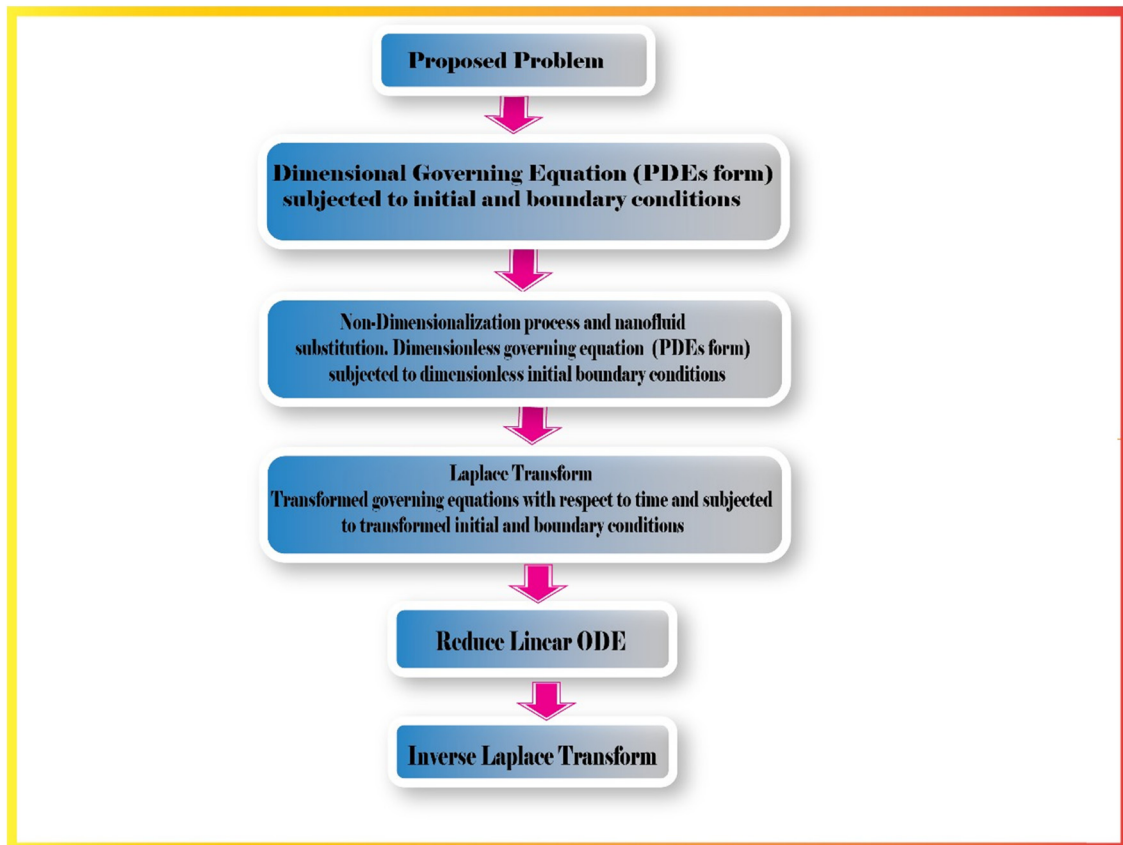 Proposed Problem
Dimensional Governing Equation (PDEs form)
subjected to initial and boundary conditions
Non-Dimensionalization process and nanofluid
substitution. Dimensionless governing equation (PDEs form)
subjected to dimensionless initial boundary conditions
Laplace Transform
Transformed governing equations with respect to time and subjected
to transformed initial and boundary conditions
Reduce Linear ODE
Inverse Laplace Transform